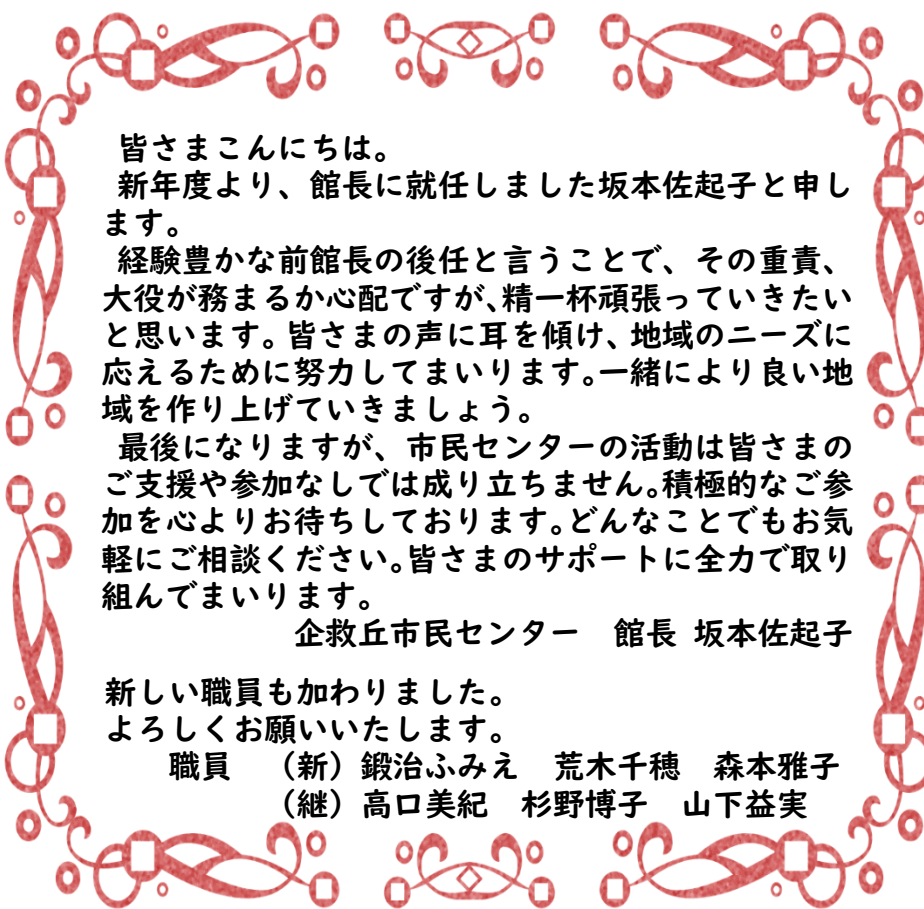 皆さまこんにちは。
新年度より、館長に就任しました坂本佐起子と申し
ます。
経験豊かな前館長の後任と言うことで、その重責、
大役が務まるか心配ですが、精一杯頑張っていきたい
と思います。皆さまの声に耳を傾け、地域のニーズに
応えるために努力してまいります。一緒により良い地
域を作り上げていきましょう。
最後になりますが、市民センターの活動は皆さまの
ご支援や参加なしでは成り立ちません。積極的なご参
加を心よりお待ちしております。どんなことでもお気
軽にご相談ください。皆さまのサポートに全力で取り
組んでまいります。
企救丘市民センター　館長 坂本佐起子
新しい職員も加わりました。
よろしくお願いいたします。
職員　（新）鍛治ふみえ　荒木千穂　森本雅子
（継）高口美紀　杉野博子　山下益実